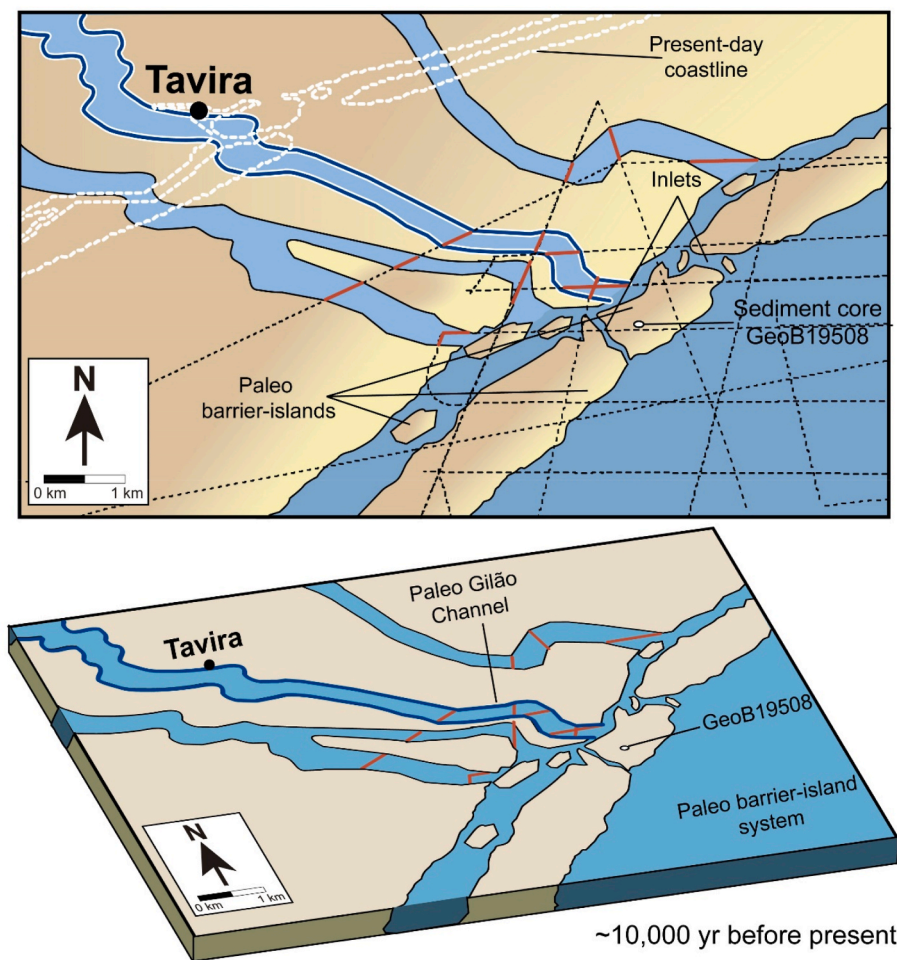 Tavira
Present-day
coastline
Inlets
Sediment core
GeoB19508
Paleo
barrier-islands
N
0 km
1 km
Paleo Gilão
Channel
Tavira
GeoB19508
Paleo barrier-island
system
N
0 km
1 km
~10,000 yr before present